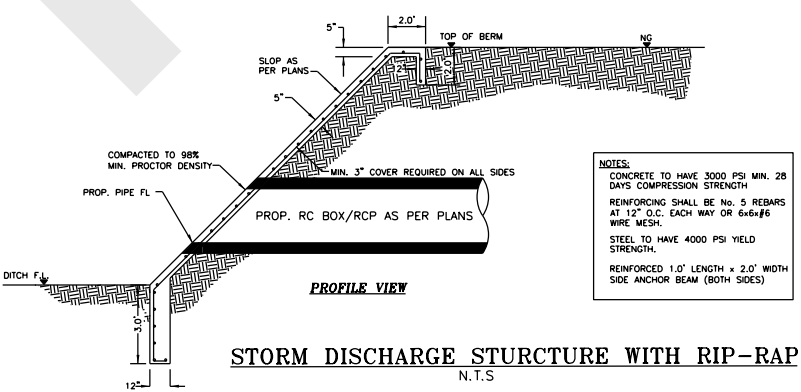 2.0'
5"
TOP OF BERM
NG
SLOP AS
PER PLANS
2"
2.0'
5"
COMPACTED TO 98%
MIN. PROCTOR DENSITY
MIN. 3" COVER REQUIRED ON ALL SIDES
PROP. PIPE FL
PROP. RC BOX/RCP AS PER PLANS
DITCH F.L.
PROFILE VIEW
3.0'
12"
NOTES:
CONCRETE TO HAVE 3000 PSI MIN. 28
DAYS COMPRESSION STRENGTH
REINFORCING SHALL BE No. 5 REBARS
AT 12" O.C. EACH WAY OR 6x6x#6
WIRE MESH.
STEEL TO HAVE 4000 PSI YIELD
STRENGTH.
REINFORCED 1.0' LENGTH x 2.0' WIDTH
SIDE ANCHOR BEAM (BOTH SIDES)
STORM DISCHARGE STURCTURE WITH RIP-RAP
N.T.S